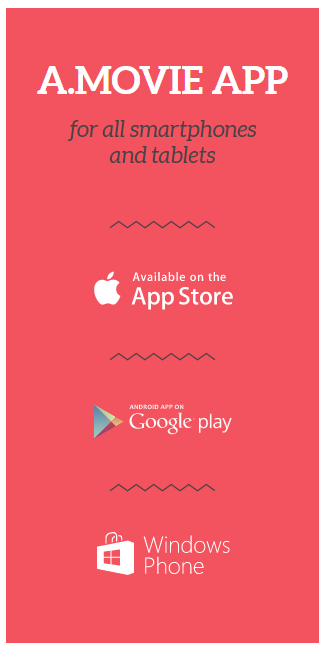 A.MOVIE APP
for all smartphones
and tablets
Available on the
App Store
ANDROID APP ON
Google play
Windows
Phone